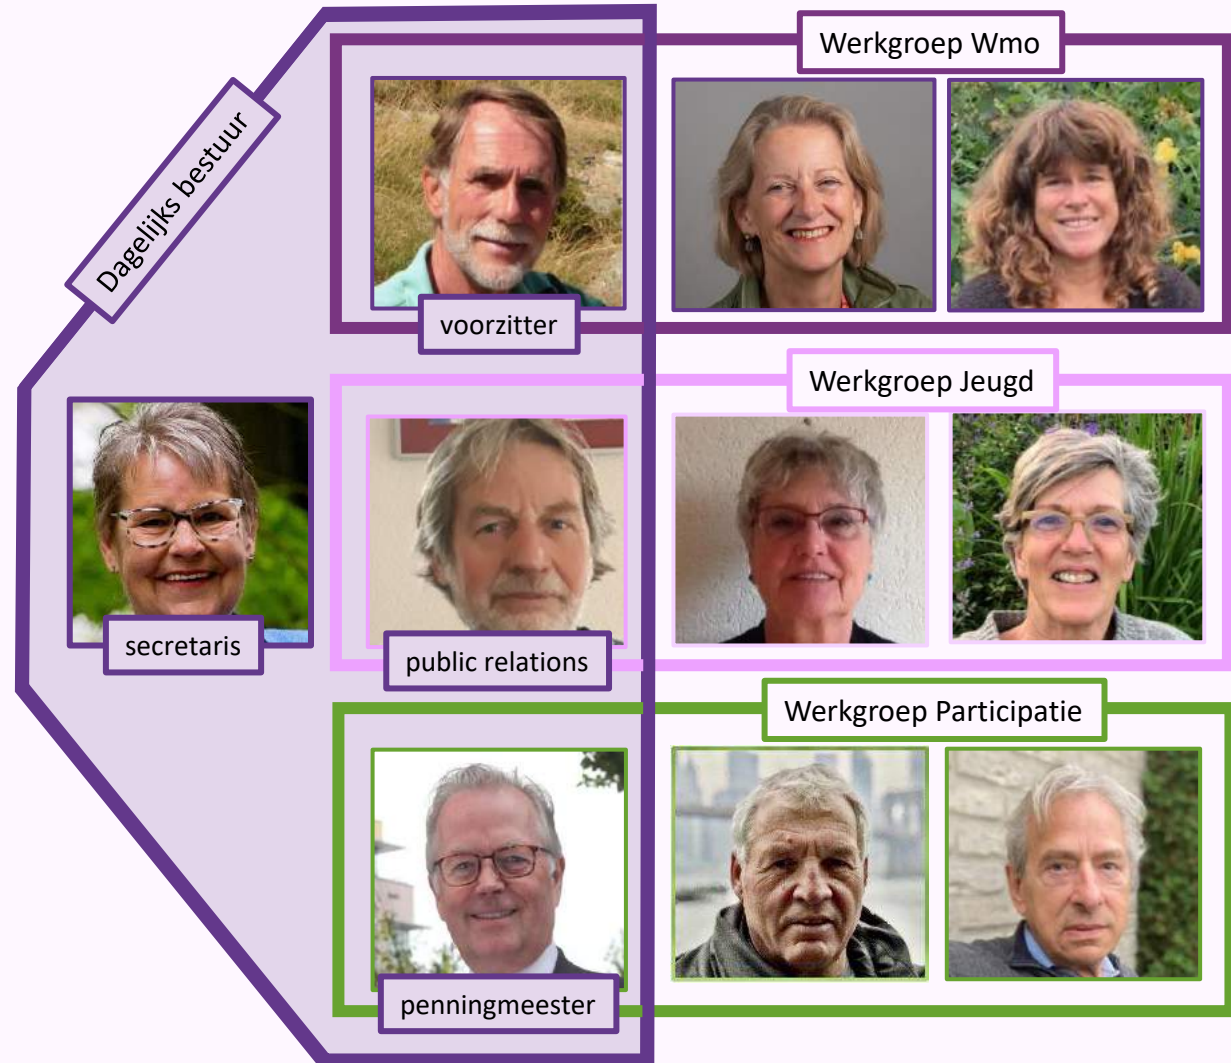 Werkgroep Wmo
Dagelijks bestuur
voorzitter
Werkgroep Jeugd
secretaris
public relations
Werkgroep Participatie
penningmeester